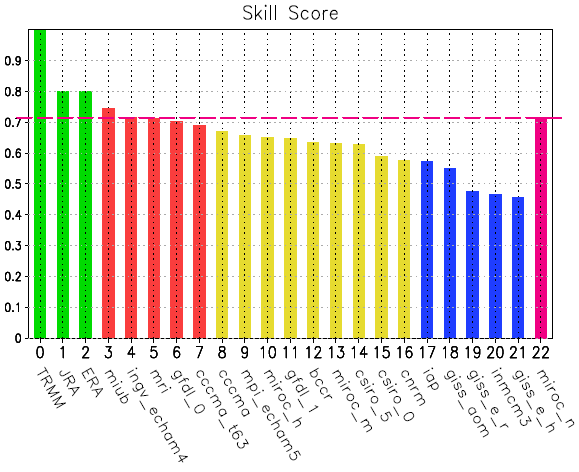 Skill Score
0.9
0.8
0.7
0.6
0.5
0.4
0.3
0.2
0.1
0
0 1 2 3 4 5 6 7 8 9 10 11 12 13 14 15 16 17 18 19 20 21 22
TRMM
JRA
ERA
miub
ingv_echam4
mri
gfdl_0
cccma_t63
cccma
mpi_echam5
miroc_h
gfdl_1
bccr
miroc_m
csiro_5
csiro_0
cnrm
iap
giss_aom
giss_e_r
inmcm3
giss_e_h
miroc_n